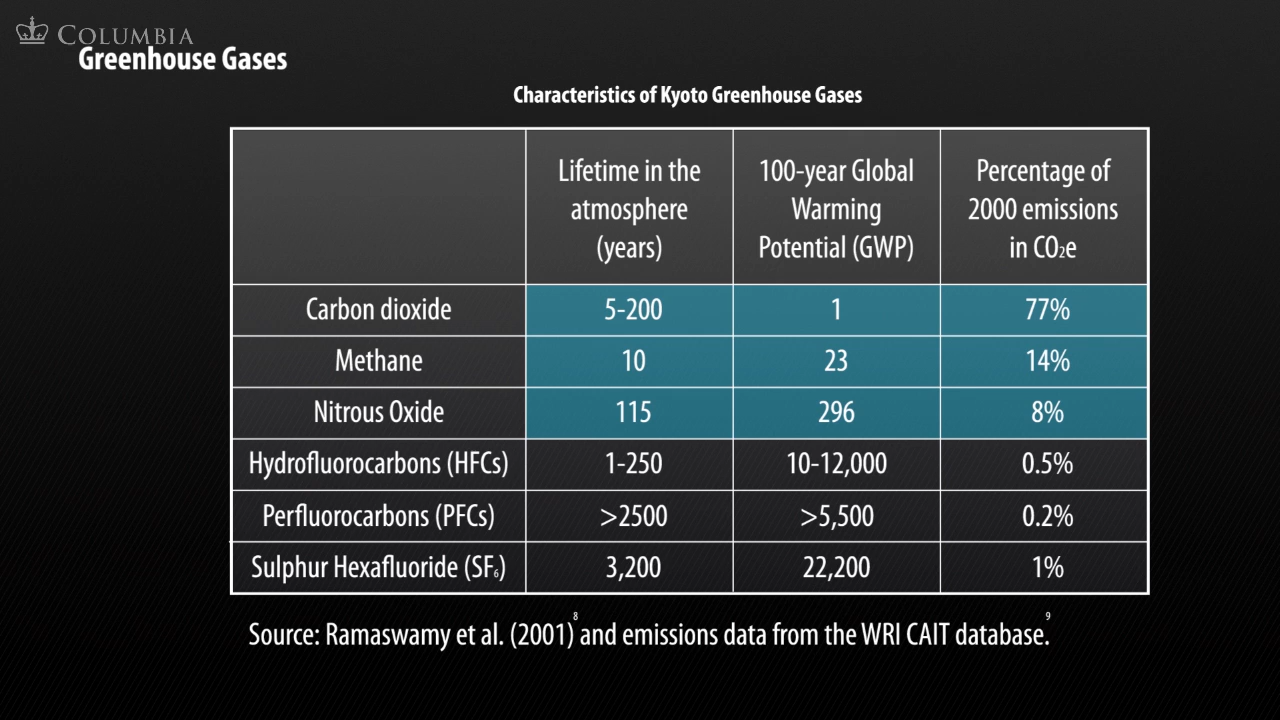 COLUMBIA
Greenhouse Gases
Characteristics of Kyoto Greenhouse Gases
Lifetime in the atmosphere (years) 100-year Global Warming Potential (GWP) Percentage of 2000 emissions in CO₂e
Carbon dioxide 5-200 1 77%
Methane 10 23 14%
Nitrous Oxide 115 296 8%
Hydrofluorocarbons (HFCs) 1-250 10-12,000 0.5%
Perfluorocarbons (PFCs) >2500 >5,500 0.2%
Sulphur Hexafluoride (SF₆) 3,200 22,200 1%
Source: Ramaswamy et al. (2001)⁸ and emissions data from the WRI CAIT database.⁹